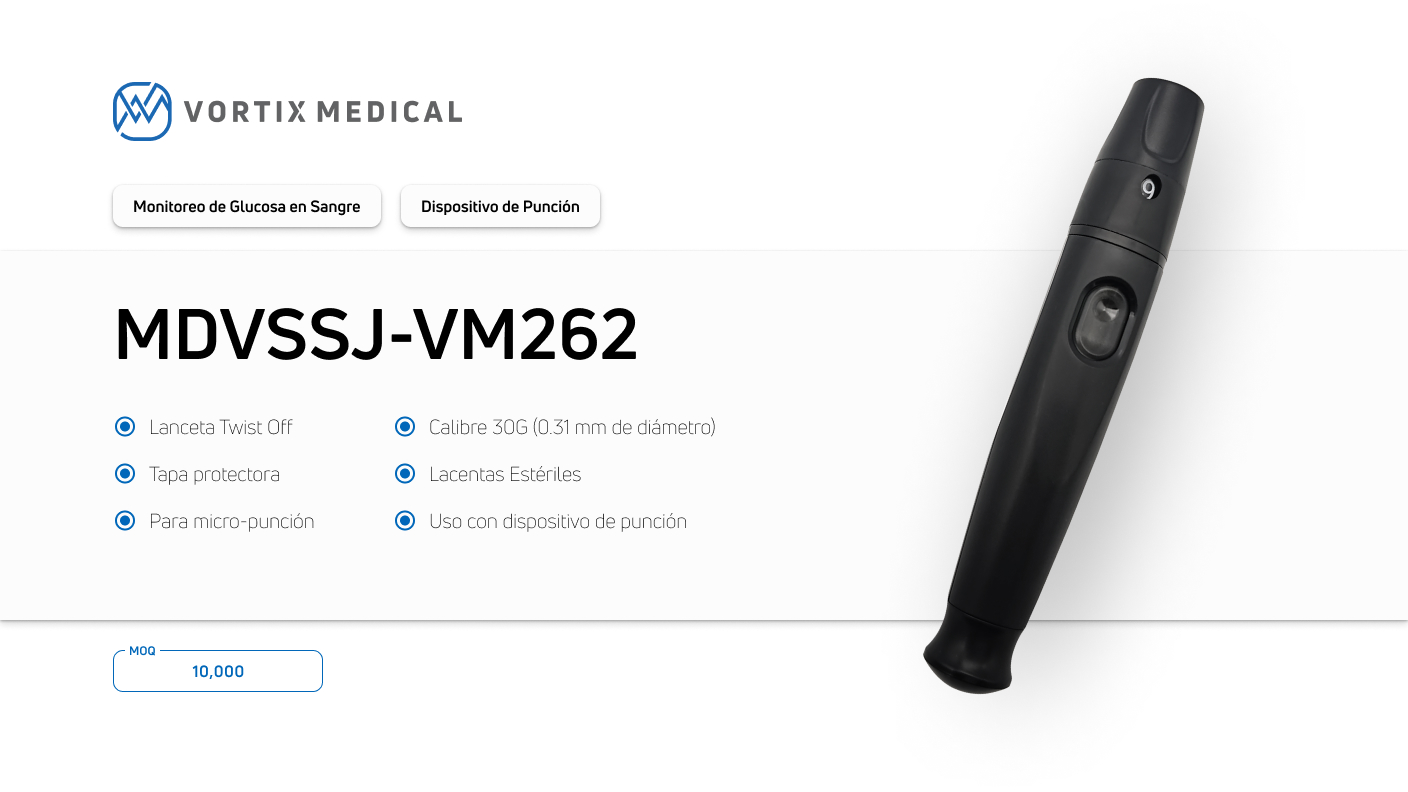 VORTIX MEDICAL
Monitoreo de Glucosa en Sangre
Dispositivo de Punción
MDVSSJ-VM262
Lanceta Twist Off
Calibre 30G (0.31 mm de diámetro)
Tapa protectora
Lacentas Estériles
Para micro-punción
Uso con dispositivo de punción
MOQ
10,000
9